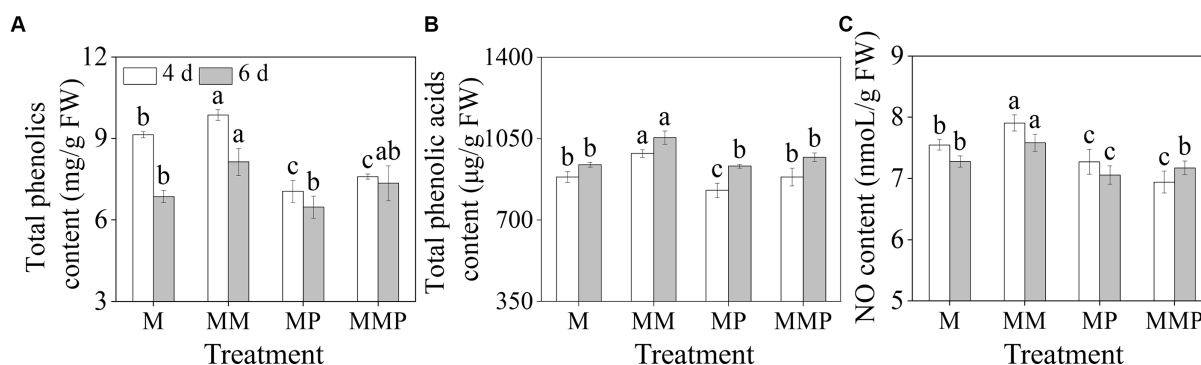 A
Total phenolics
content (mg/g FW)
12
9
6
3
4 d
6 d
b
b
a
a
c
b
c
ab
M
MM
MP
MMP
Treatment
B
Total phenolic acids
content (μg/g FW)
1400
1050
700
350
b
b
a
a
c
b
b
b
M
MM
MP
MMP
Treatment
C
NO content (nmoL/g FW)
9
8
7
6
5
b
b
a
a
c
c
c
b
M
MM
MP
MMP
Treatment